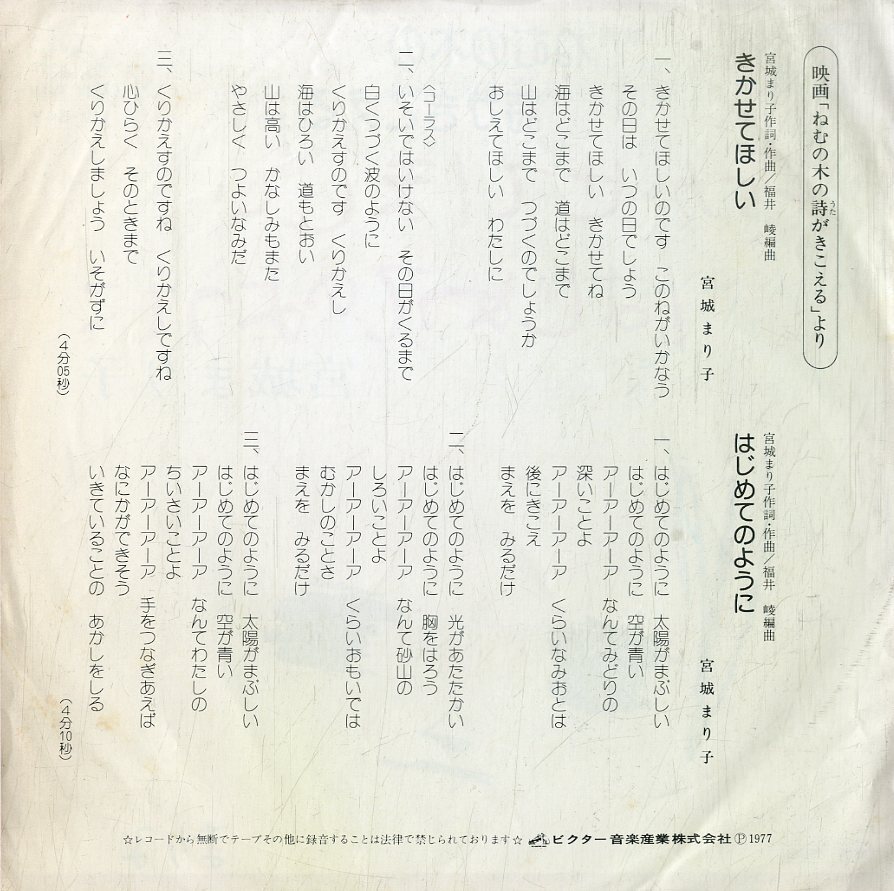 映画「ねむの木の詩がきこえる」より
うた
宮城まり子作詞・作曲／福井　崚編曲
きかせてほしい
宮城まり子
一、きかせてほしいのです　このねがいかなう
その日は　いつの日でしょう
きかせてほしい　きかせてね
海はどこまで　道はどこまで
山はどこまで　つづくのでしょうか
おしえてほしい　わたしに
〈コーラス〉
二、いそいではいけない　その日がくるまで
白くつづく波のように
くりかえすのです　くりかえし
海はひろい　道もとおい
山は高い　かなしみもまた
やさしく　つよいなみだ
三、くりかえすのですね　くりかえしですね
心ひらく　そのときまで
くりかえしましょう　いそがずに
（4分05秒）
宮城まり子作詞・作曲／福井　崚編曲
はじめてのように
宮城まり子
一、はじめてのように　太陽がまぶしい
はじめてのように　空が青い
アーアーアーア　なんてみどりの
深いことよ
アーアーアーア　くらいなみおとは
後にきこえ
まえを　みるだけ
二、はじめてのように　光があたたかい
はじめてのように　胸をはろう
アーアーアーア　なんて砂山の
しろいことよ
アーアーアーア　くらいおもいでは
むかしのことさ
まえを　みるだけ
三、はじめてのように　太陽がまぶしい
はじめてのように　空が青い
アーアーアーア　なんてわたしの
ちいさいことよ
アーアーアーア　手をつなぎあえば
なにかができそう
いきていることの　あかしをしる
（4分10秒）
☆レコードから無断でテープその他に録音することは法律で禁じられております☆ ビクター音楽産業株式会社 Ⓟ1977